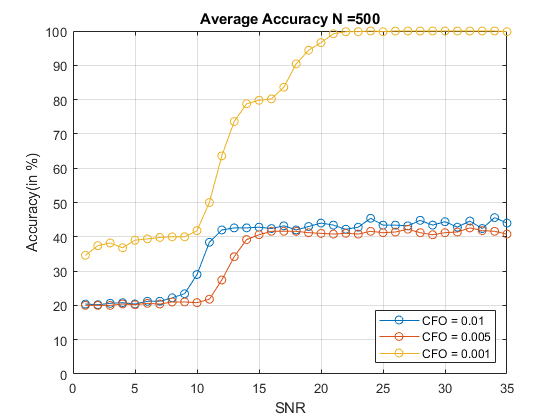 Average Accuracy N =500
100
90
80
70
60
50
40
30
20
10
0
Accuracy(in %)
0 5 10 15 20 25 30 35
SNR
CFO = 0.01
CFO = 0.005
CFO = 0.001